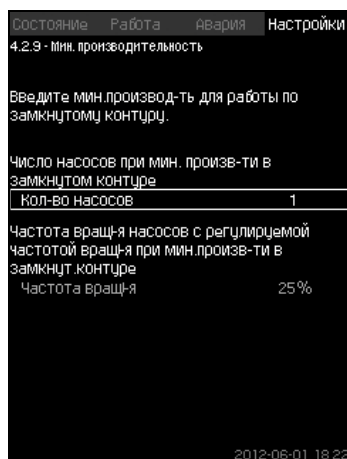 Состояние Работа Авария Настройки
4.2.9 - Мин. производительность
Введите мин.производ-ть для работы по
замкнутому контуру.
Число насосов при мин. произв-ти в
замкнутом контуре
Кол-во насосов 1
Частота вращ-я насосов с регулируемой
частотой вращ-я при мин.произв-ти в
замкнут.контуре
Частота вращ-я 25%
2012-06-01 18:22